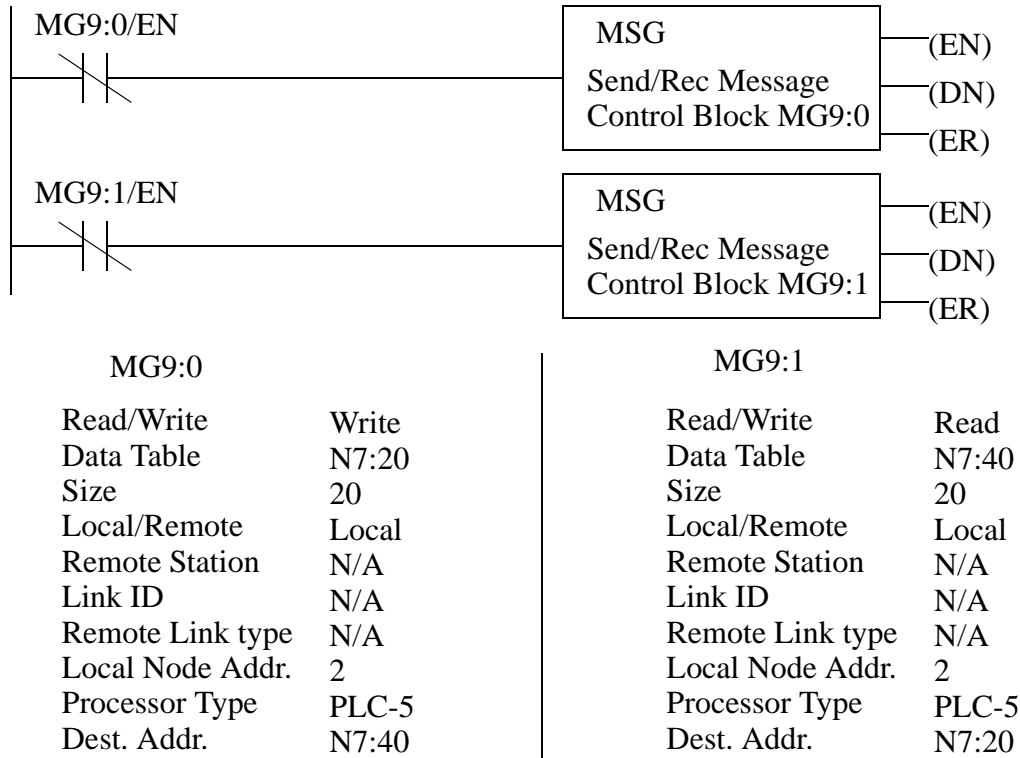 MG9:0/EN
MSG
Send/Rec Message
Control Block MG9:0
(EN)
(DN)
(ER)
MG9:1/EN
MSG
Send/Rec Message
Control Block MG9:1
(EN)
(DN)
(ER)
MG9:0
Read/Write Write
Data Table N7:20
Size 20
Local/Remote Local
Remote Station N/A
Link ID N/A
Remote Link type N/A
Local Node Addr. 2
Processor Type PLC-5
Dest. Addr. N7:40
MG9:1
Read/Write Read
Data Table N7:40
Size 20
Local/Remote Local
Remote Station N/A
Link ID N/A
Remote Link type N/A
Local Node Addr. 2
Processor Type PLC-5
Dest. Addr. N7:20